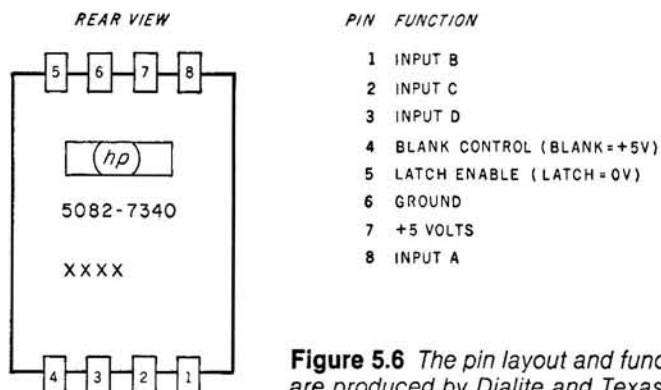 REAR VIEW
5 6 7 8
hp
5082-7340
XXXX
4 3 2 1
PIN FUNCTION
1 INPUT B
2 INPUT C
3 INPUT D
4 BLANK CONTROL (BLANK=+5V)
5 LATCH ENABLE (LATCH=0V)
6 GROUND
7 +5 VOLTS
8 INPUT A
Figure 5.6 The pin layout and func
are produced by Dialite and Texas